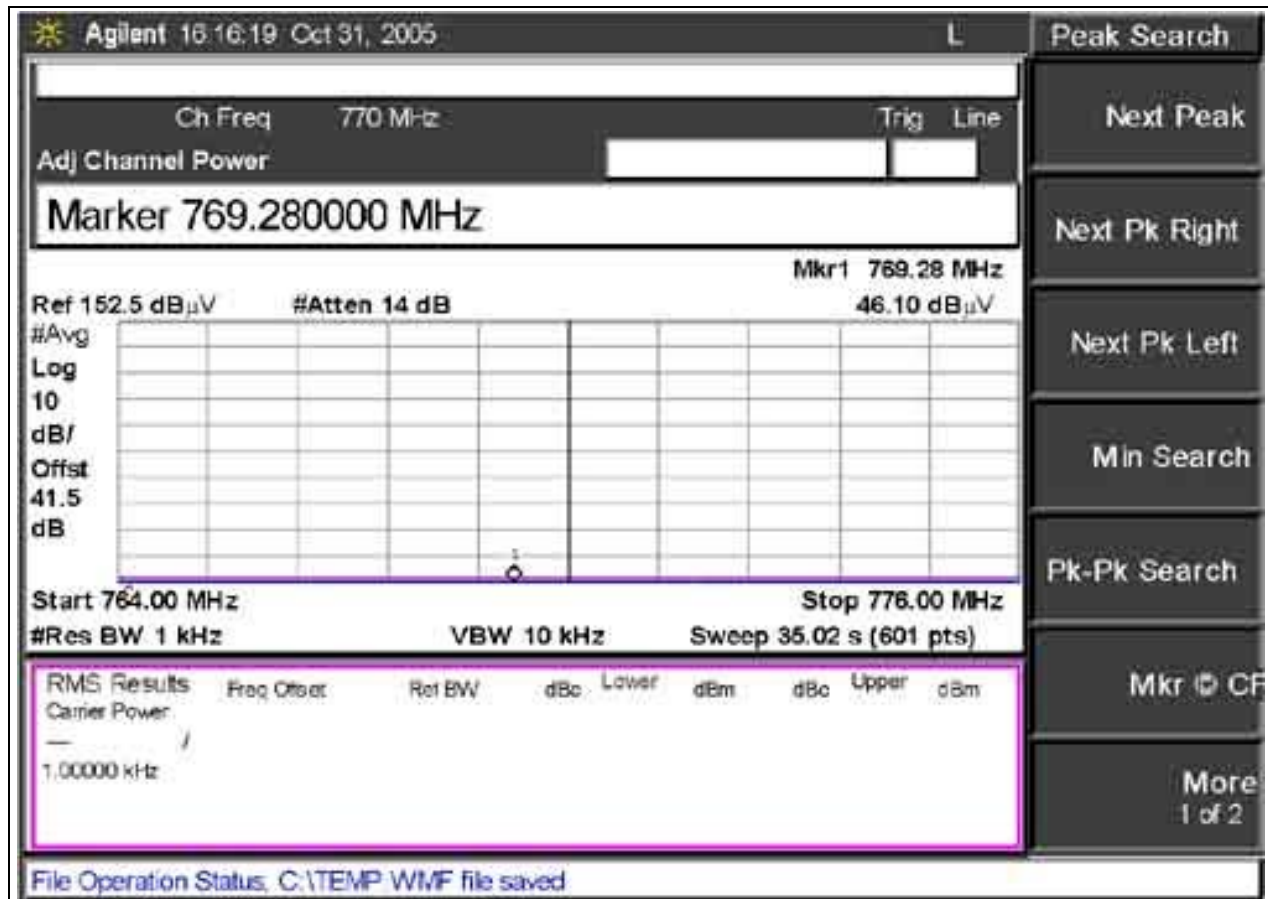 Agilent 16:16:19 Oct 31, 2005 L
Peak Search
Ch Freq 770 MHz Trig Line
Adj Channel Power
Marker 769.280000 MHz
Mkr1 769.28 MHz
Ref 152.5 dBµV #Atten 14 dB 46.10 dBµV
#Avg
Log
10
dB/
Offst
41.5
dB
1
Start 764.00 MHz Stop 776.00 MHz
#Res BW 1 kHz VBW 10 kHz Sweep 35.02 s (601 pts)
RMS Results Freq Offset Ref BW dBc Lower dBm dBc Upper dBm
Carrier Power
— /
1.00000 kHz
File Operation Status, C:\TEMP.WMF file saved
Next Peak
Next Pk Right
Next Pk Left
Min Search
Pk-Pk Search
Mkr © CF
More
1 of 2